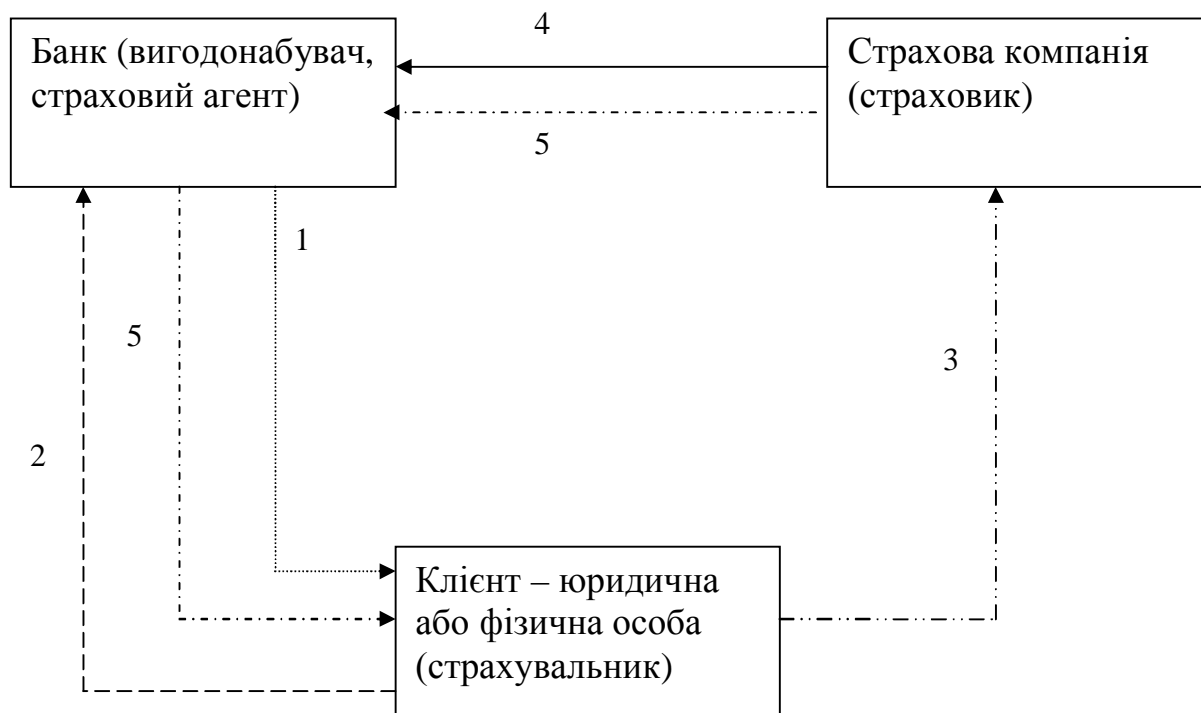 4
Банк (вигодонабувач,
страховий агент)
Страхова компанія
(страховик)
5
1
5
3
2
Клієнт – юридична
або фізична особа
(страхувальник)